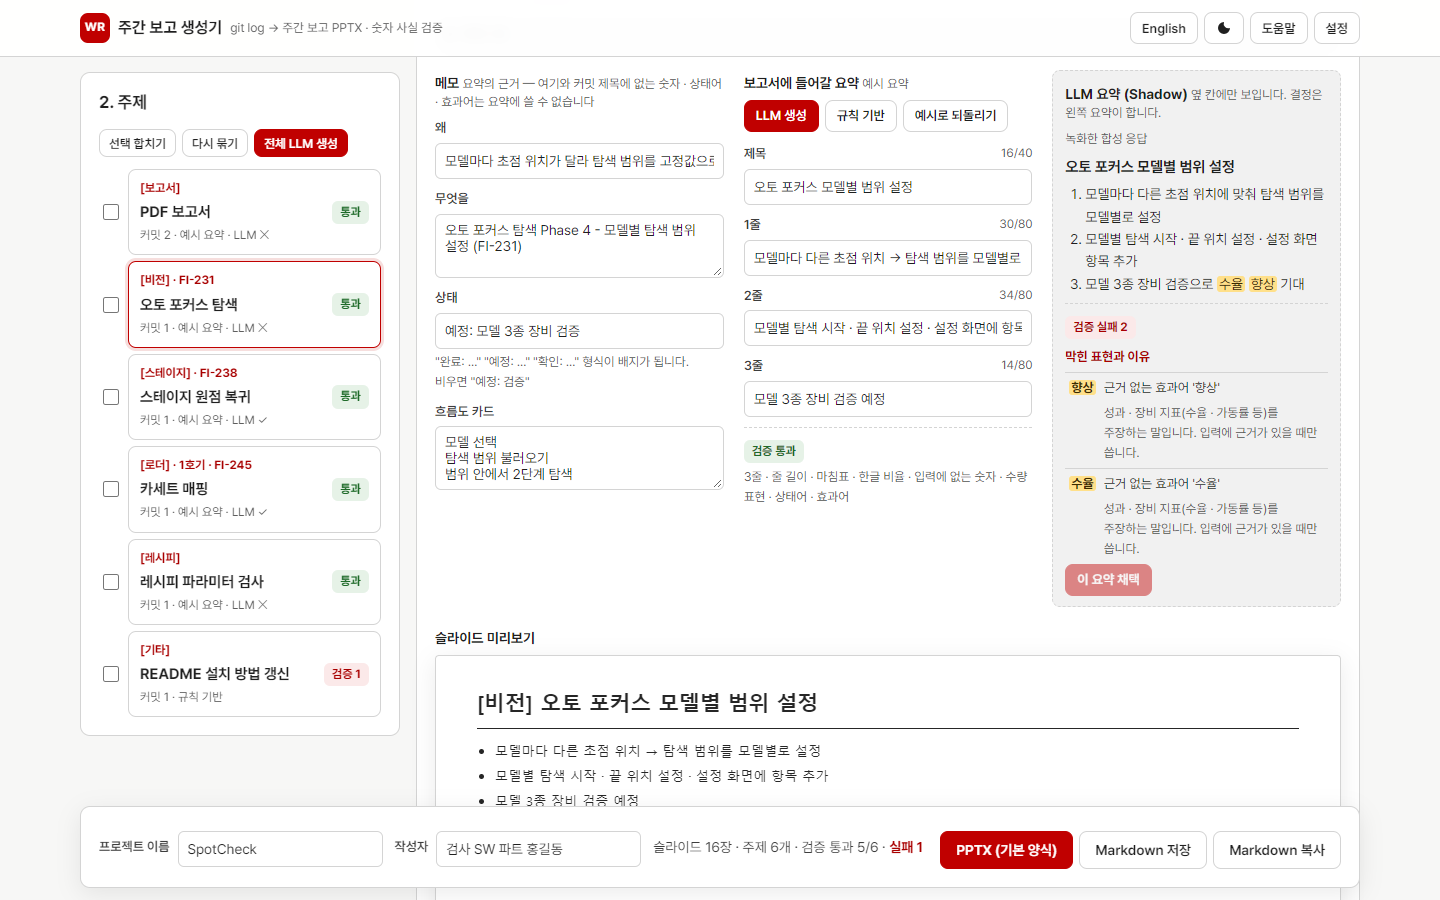 WR 주간 보고 생성기 git log → 주간 보고 PPTX · 숫자 사실 검증
English
도움말
설정
2. 주제
선택 합치기
다시 묶기
전체 LLM 생성
[보고서]
PDF 보고서
통과
커밋 2 · 예시 요약 · LLM ✕
[비전] · FI-231
오토 포커스 탐색
통과
커밋 1 · 예시 요약 · LLM ✕
[스테이지] · FI-238
스테이지 원점 복귀
통과
커밋 1 · 예시 요약 · LLM ✓
[로더] · 1호기 · FI-245
카세트 매핑
통과
커밋 1 · 예시 요약 · LLM ✓
[레시피]
레시피 파라미터 검사
통과
커밋 1 · 예시 요약 · LLM ✕
[기타]
README 설치 방법 갱신
검증 1
커밋 1 · 규칙 기반
메모 요약의 근거 — 여기와 커밋 제목에 없는 숫자 · 상태어
· 효과어는 요약에 쓸 수 없습니다
왜
모델마다 초점 위치가 달라 탐색 범위를 고정값으로
무엇을
오토 포커스 탐색 Phase 4 - 모델별 탐색 범위
설정 (FI-231)
상태
예정: 모델 3종 장비 검증
"완료: ..." "예정: ..." "확인: ..." 형식이 배지가 됩니다.
비우면 "예정: 검증"
흐름도 카드
모델 선택
탐색 범위 불러오기
범위 안에서 2단계 탐색
보고서에 들어갈 요약 예시 요약
LLM 생성
규칙 기반
예시로 되돌리기
제목
16/40
오토 포커스 모델별 범위 설정
1줄
30/80
모델마다 다른 초점 위치 → 탐색 범위를 모델별로
2줄
34/80
모델별 탐색 시작 · 끝 위치 설정 · 설정 화면에 항목
3줄
14/80
모델 3종 장비 검증 예정
검증 통과
3줄 · 줄 길이 · 마침표 · 한글 비율 · 입력에 없는 숫자 · 수량
표현 · 상태어 · 효과어
LLM 요약 (Shadow) 옆 칸에만 보입니다. 결정은
왼쪽 요약이 합니다.
녹화한 합성 응답
오토 포커스 모델별 범위 설정
1. 모델마다 다른 초점 위치에 맞춰 탐색 범위를
모델별로 설정
2. 모델별 탐색 시작 · 끝 위치 설정 · 설정 화면
항목 추가
3. 모델 3종 장비 검증으로 수율 향상 기대
검증 실패 2
막힌 표현과 이유
향상 근거 없는 효과어 '향상'
성과 · 장비 지표(수율 · 가동률 등)를
주장하는 말입니다. 입력에 근거가 있을 때만
씁니다.
수율 근거 없는 효과어 '수율'
성과 · 장비 지표(수율 · 가동률 등)를
주장하는 말입니다. 입력에 근거가 있을 때만
씁니다.
이 요약 채택
슬라이드 미리보기
[비전] 오토 포커스 모델별 범위 설정
• 모델마다 다른 초점 위치 → 탐색 범위를 모델별로 설정
• 모델별 탐색 시작 · 끝 위치 설정 · 설정 화면에 항목 추가
• 모델 3종 장비 검증 예정
프로젝트 이름
SpotCheck
작성자
검사 SW 파트 홍길동
슬라이드 16장 · 주제 6개 · 검증 통과 5/6 · 실패 1
PPTX (기본 양식)
Markdown 저장
Markdown 복사